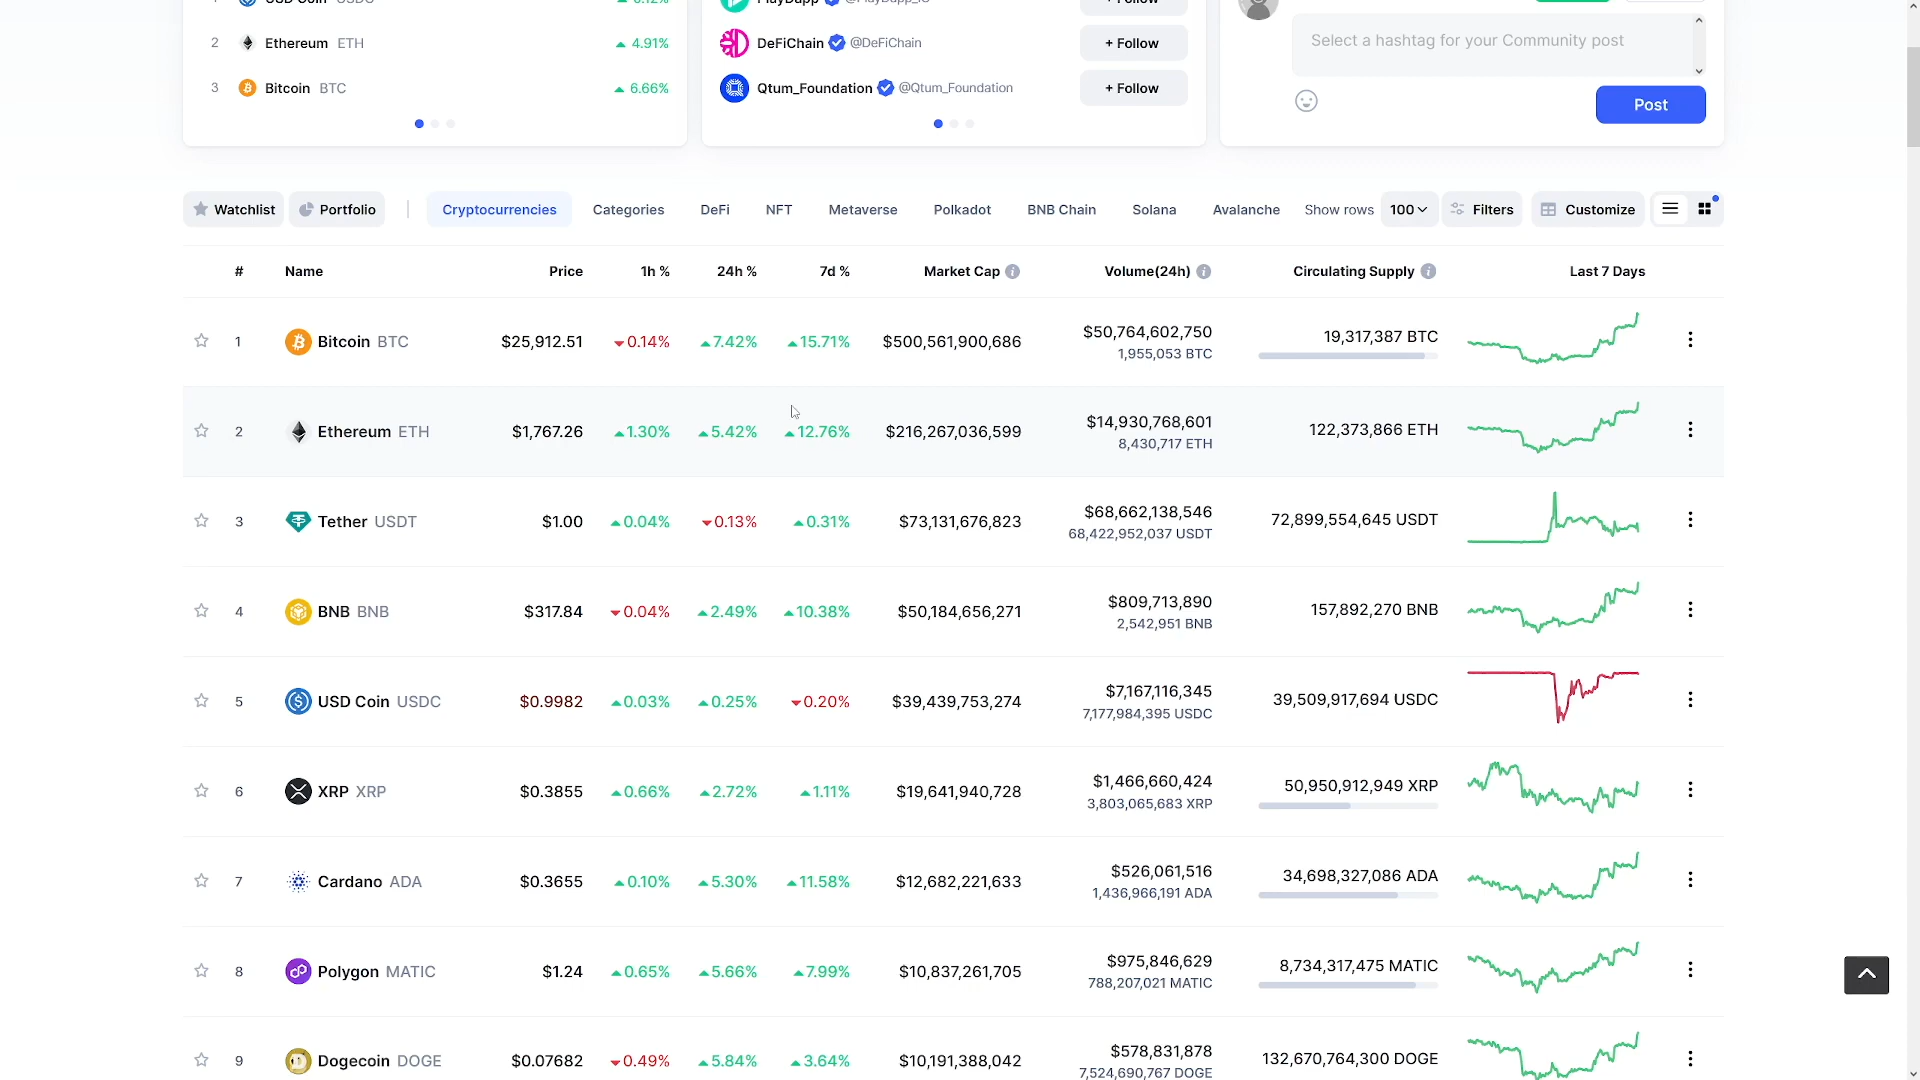 3 
2 Ethereum ETH 4.91%
3 Bitcoin BTC 6.66%
DeFiChain @DeFiChain + Follow
Qtum_Foundation @Qtum_Foundation + Follow
Select a hashtag for your Community post
Post
Watchlist Portfolio Cryptocurrencies Categories DeFi NFT Metaverse Polkadot BNB Chain Solana Avalanche Show rows 100 Filters Customize
# Name Price 1h % 24h % 7d % Market Cap Volume(24h) Circulating Supply Last 7 Days
1 Bitcoin BTC $25,912.51 0.14% 7.42% 15.71% $500,561,900,686 $50,764,602,750 19,317,387 BTC
1,955,053 BTC
2 Ethereum ETH $1,767.26 1.30% 5.42% 12.76% $216,267,036,599 $14,930,768,601 122,373,866 ETH
8,430,717 ETH
3 Tether USDT $1.00 0.04% 0.13% 0.31% $73,131,676,823 $68,662,138,546 72,899,554,645 USDT
68,422,952,037 USDT
4 BNB BNB $317.84 0.04% 2.49% 10.38% $50,184,656,271 $809,713,890 157,892,270 BNB
2,542,951 BNB
5 USD Coin USDC $0.9982 0.03% 0.25% 0.20% $39,439,753,274 $7,167,116,345 39,509,917,694 USDC
7,177,984,395 USDC
6 XRP XRP $0.3855 0.66% 2.72% 1.11% $19,641,940,728 $1,466,660,424 50,950,912,949 XRP
3,803,065,683 XRP
7 Cardano ADA $0.3655 0.10% 5.30% 11.58% $12,682,221,633 $526,061,516 34,698,327,086 ADA
1,436,966,191 ADA
8 Polygon MATIC $1.24 0.65% 5.66% 7.99% $10,837,261,705 $975,846,629 8,734,317,475 MATIC
788,207,021 MATIC
9 Dogecoin DOGE $0.07682 0.49% 5.84% 3.64% $10,191,388,042 $578,831,878 132,670,764,300 DOGE
7,524,690,767 DOGE